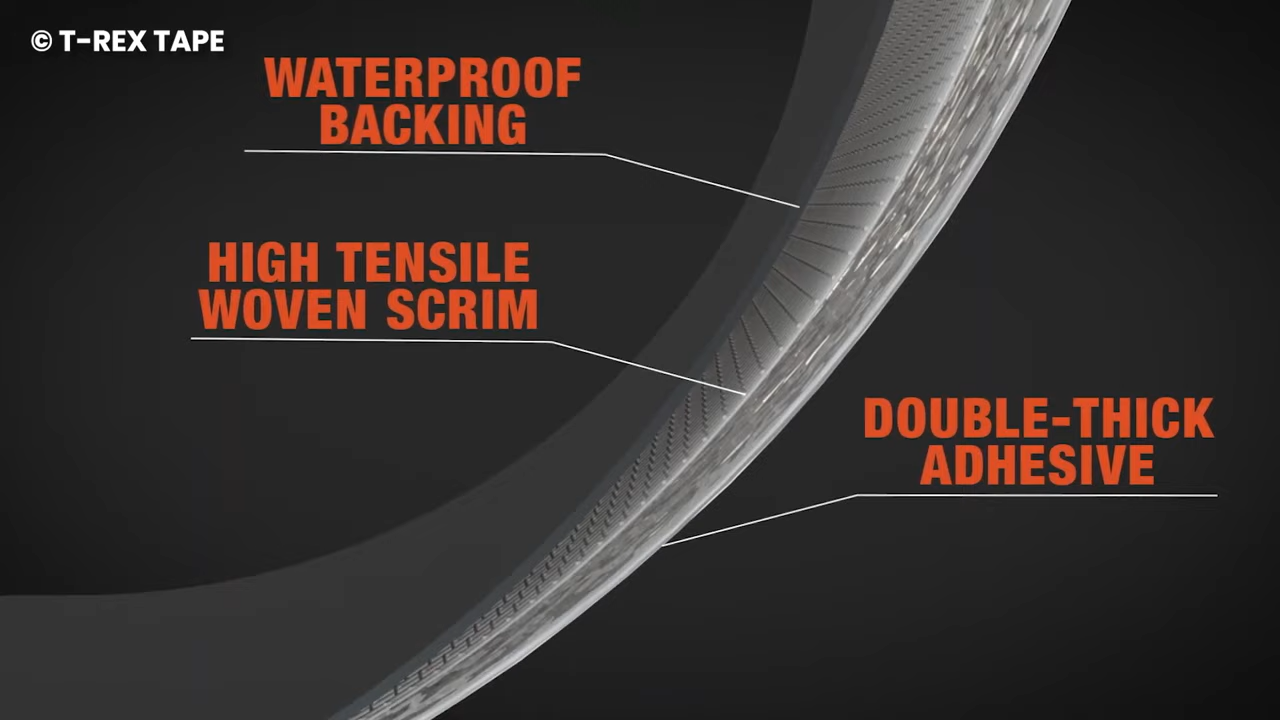 © T-REX TAPE
WATERPROOF
BACKING
HIGH TENSILE
WOVEN SCRIM
DOUBLE-THICK
ADHESIVE